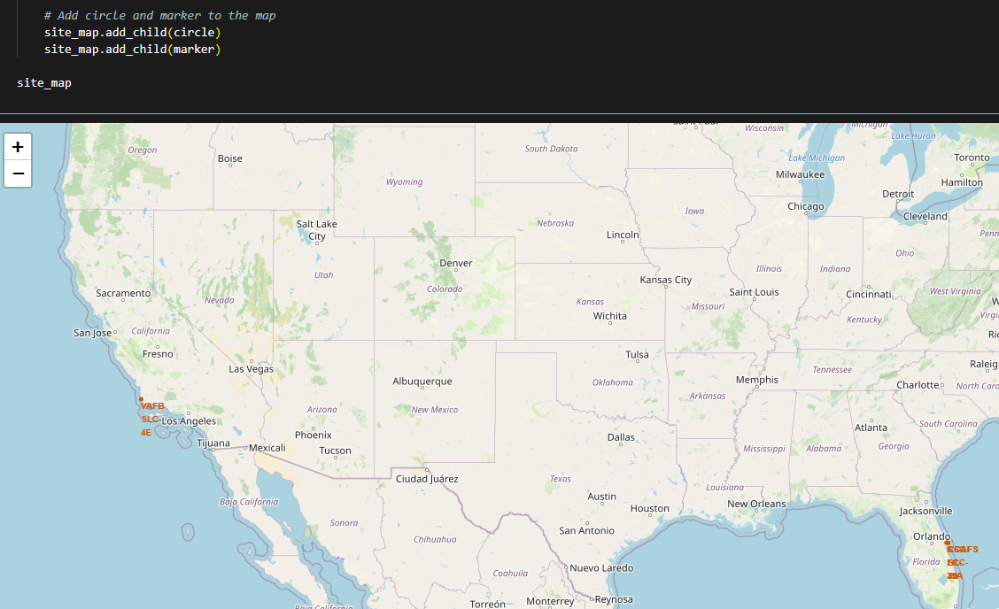 # Add circle and marker to the map
site_map.add_child(circle)
site_map.add_child(marker)
site_map
+
−
Wisconsin
Michigan
Lake Huron
Oregon
Boise
South Dakota
Lake Michigan
Toronto
Wyoming
Milwaukee
Hamilton
Detroit
Chicago
Iowa
Cleveland
Salt Lake
City
Nebraska
Lincoln
Penn
Ohio
Denver
Illinois
Indiana
Utah
Kansas City
Colorado
Saint Louis
Cincinnati
West Virginia
Sacramento
Nevada
Kansas
Missouri
Wichita
Kentucky
Virgi
San Jose
California
Ri
Fresno
Las Vegas
Tulsa
Raleig
Albuquerque
Oklahoma
Memphis
Tennessee
Charlotte
North Caro
Arkansas
VAFB
SLC-
4E
Los Angeles
Arizona
New Mexico
Phoenix
Atlanta
South Carolina
Tijuana
Mexicali
Tucson
Dallas
Mississippi
Alabama
Georgia
Ciudad Juárez
Texas
Louisiana
Austin
Baja California
Houston
New Orleans
Jacksonville
Sonora
San Antonio
Chihuahua
Orlando
Florida
Nuevo Laredo
Coahuila
Torreón
Monterrey
Reynosa
Baja California